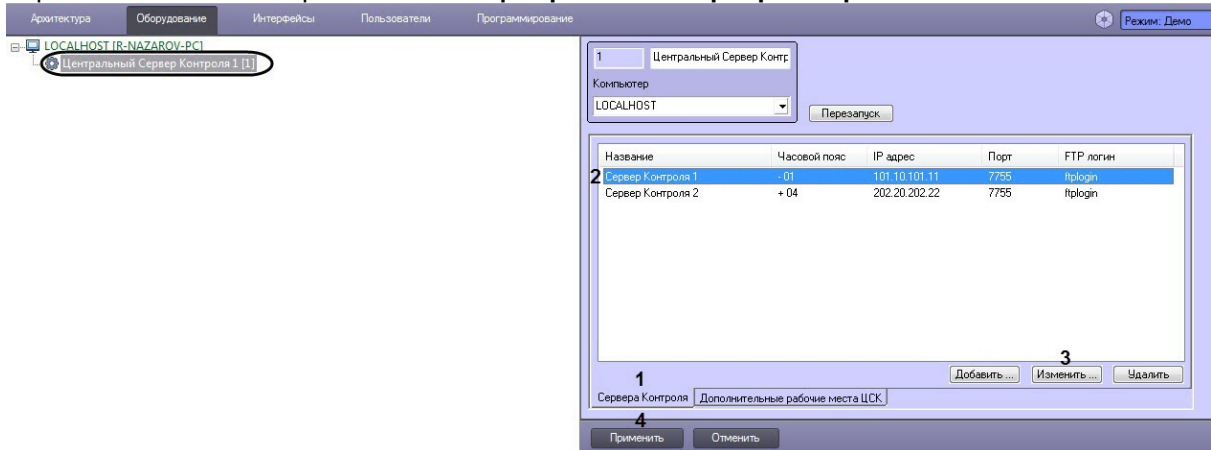 Архитектура Оборудование Интерфейсы Пользователи Программирование Режим: Демо
LOCALHOST [R-NAZAROV-PC]
Центральный Сервер Контроля 1 [1]
1 Центральный Сервер Контр
Компьютер
LOCALHOST
Перезапуск
Название Часовой пояс IP адрес Порт FTP логин
2 Сервер Контроля 1 - 01 101.10.101.11 7755 ftplogin
Сервер Контроля 2 + 04 202.20.202.22 7755 ftplogin
3
Добавить ... Изменить ... Удалить
1
Сервера Контроля Дополнительные рабочие места ЦСК
4
Применить Отменить